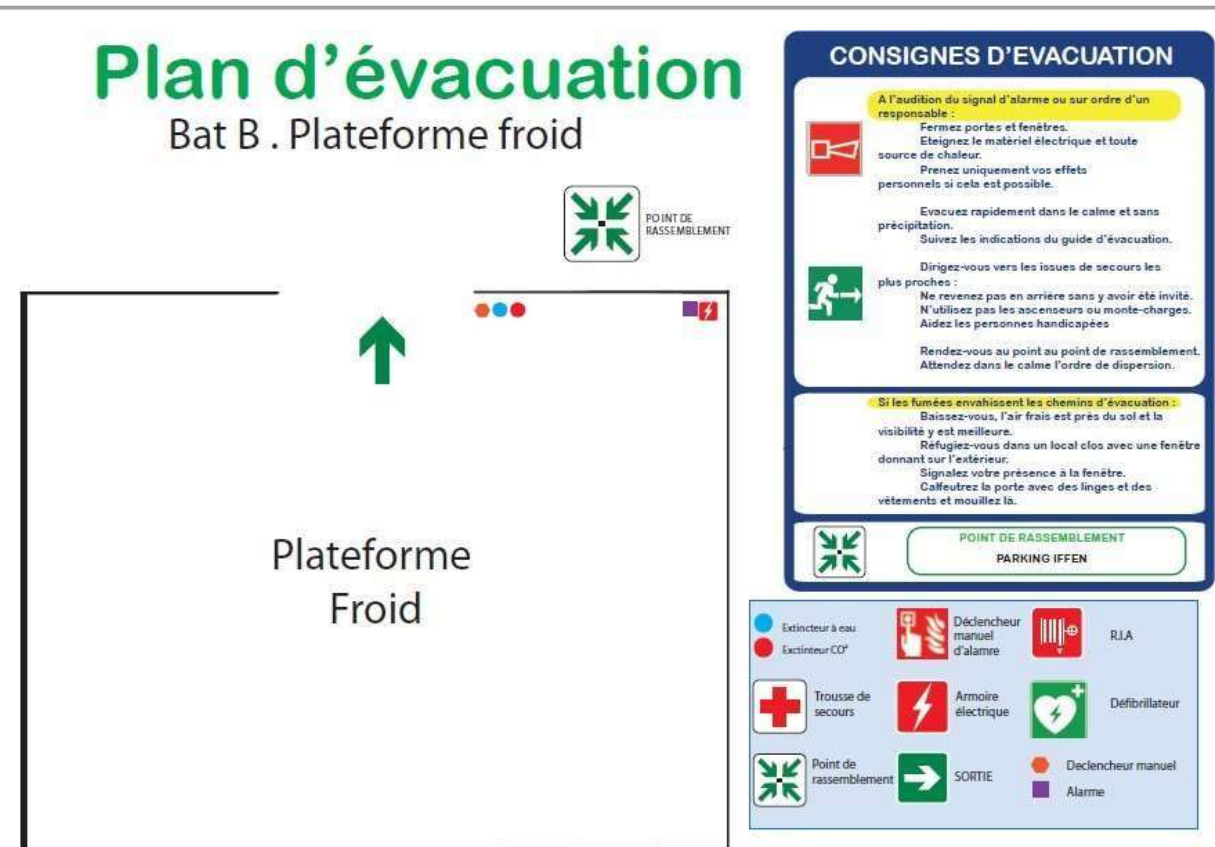 Plan d'évacuation
Bat B . Plateforme froid
POINT DE
RASSEMBLEMENT
Plateforme
Froid
CONSIGNES D'EVACUATION
A l'audition du signal d'alarme ou sur ordre d'un
responsable :
Fermez portes et fenêtres.
Eteignez le matériel électrique et toute
source de chaleur.
Prenez uniquement vos effets
personnels si cela est possible.
Evacuez rapidement dans le calme et sans
précipitation.
Suivez les indications du guide d'évacuation.
Dirigez-vous vers les issues de secours les
plus proches :
Ne revenez pas en arrière sans y avoir été invité.
N'utilisez pas les ascenseurs ou monte-charges.
Aidez les personnes handicapées
Rendez-vous au point au point de rassemblement.
Attendez dans le calme l'ordre de dispersion.
Si les fumées envahissent les chemins d'évacuation :
Baissez-vous, l'air frais est près du sol et la
visibilité y est meilleure.
Réfugiez-vous dans un local clos avec une fenêtre
donnant sur l'extérieur.
Signalez votre présence à la fenêtre.
Calfeutrez la porte avec des linges et des
vêtements et mouillez là.
POINT DE RASSEMBLEMENT
PARKING IFFEN
Extincteur à eau
Exctinteur CO²
Déclencheur
manuel
d'alamre
R.I.A
Trousse de
secours
Armoire
électrique
Défibrillateur
Point de
rassemblement
SORTIE
Declencheur manuel
Alarme